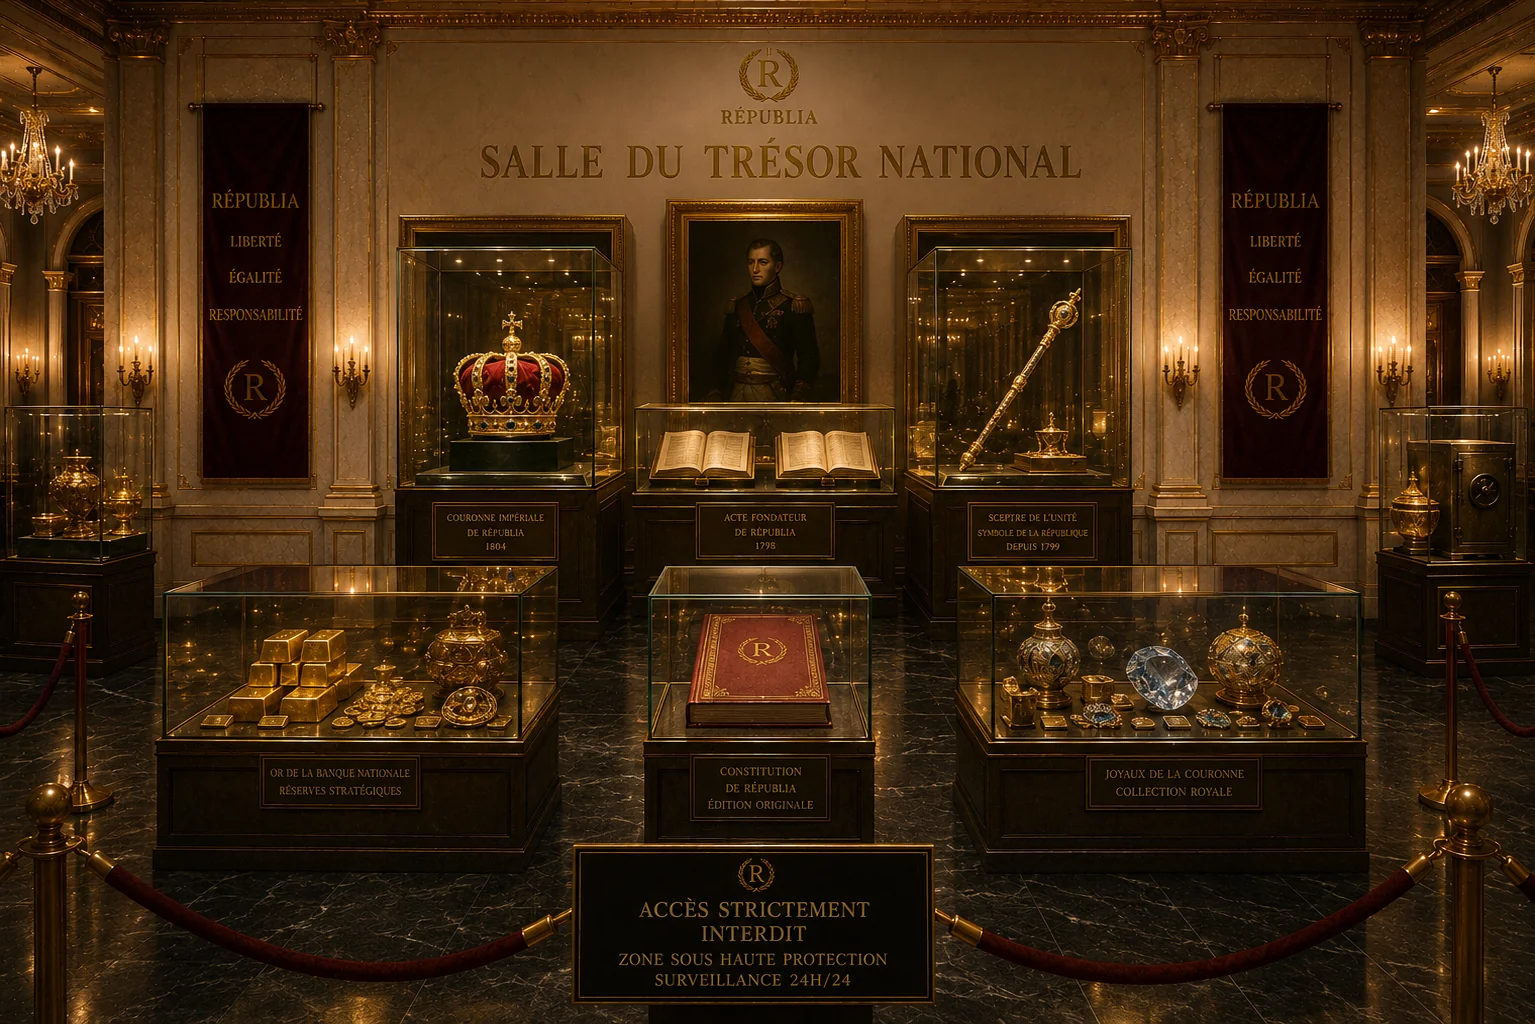 R
RÉPUBLIA
SALLE DU TRÉSOR NATIONAL
RÉPUBLIA
LIBERTÉ
ÉGALITÉ
RESPONSABILITÉ
R
RÉPUBLIA
LIBERTÉ
ÉGALITÉ
RESPONSABILITÉ
R
COURONNE IMPÉRIALE
DE RÉPUBLIA
1804
ACTE FONDATEUR
DE RÉPUBLIA
1798
SCEPTRE DE L'UNITÉ
SYMBOLE DE LA RÉPUBLIQUE
DEPUIS 1799
R
OR DE LA BANQUE NATIONALE
RÉSERVES STRATÉGIQUES
CONSTITUTION
DE RÉPUBLIA
ÉDITION ORIGINALE
JOYAUX DE LA COURONNE
COLLECTION ROYALE
R
ACCÈS STRICTEMENT
INTERDIT
ZONE SOUS HAUTE PROTECTION
SURVEILLANCE 24H/24